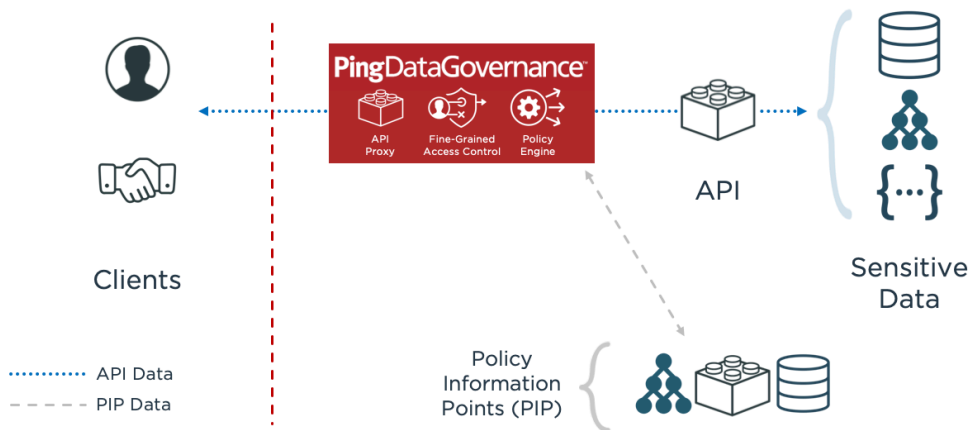 PingDataGovernance™
API
Proxy
Fine-Grained
Access Control
Policy
Engine
API
Clients
Sensitive
Data
{...}
Policy
Information
Points (PIP)
API Data
PIP Data